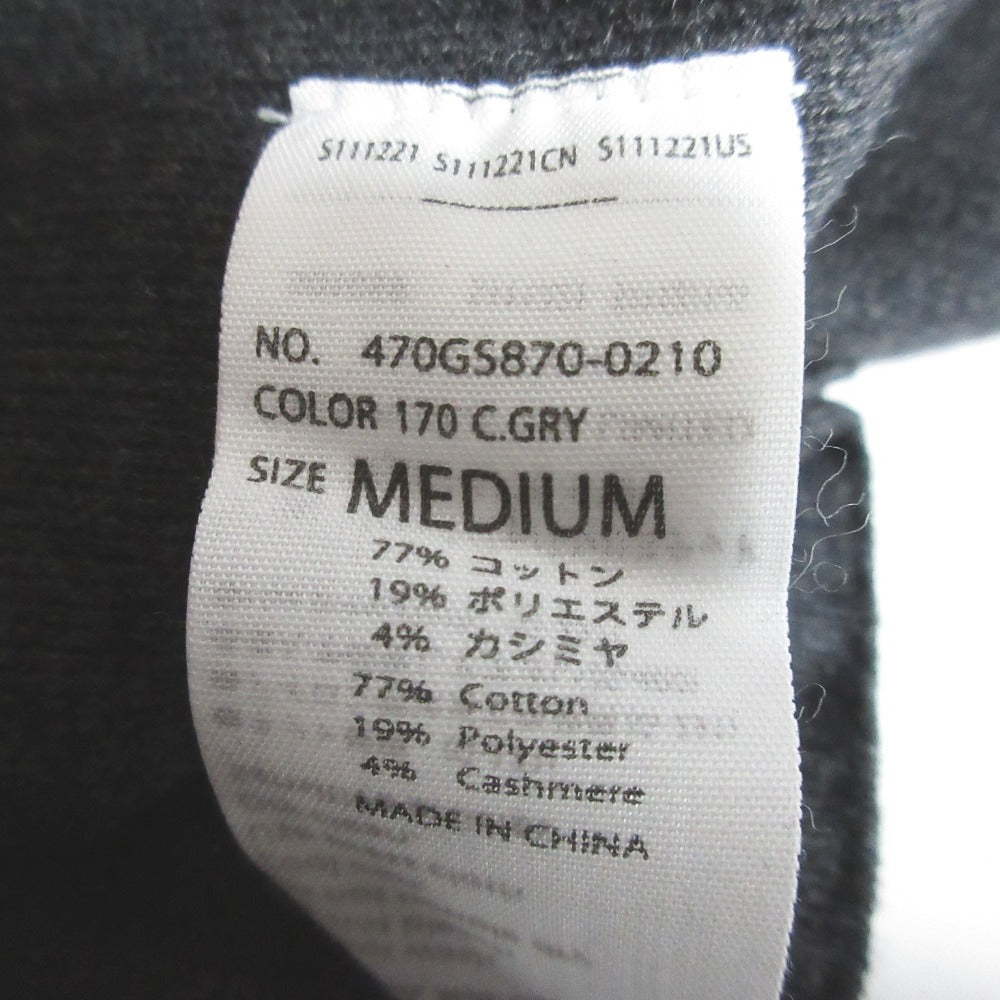 S111221 S111221CN S111221US
NO. 470GS870-0210
COLOR 170 C.GRY
SIZE MEDIUM
77% コットン
19% ポリエステル
4% カシミヤ
77% Cotton
19% Polyester
4% Cashmere
MADE IN CHINA